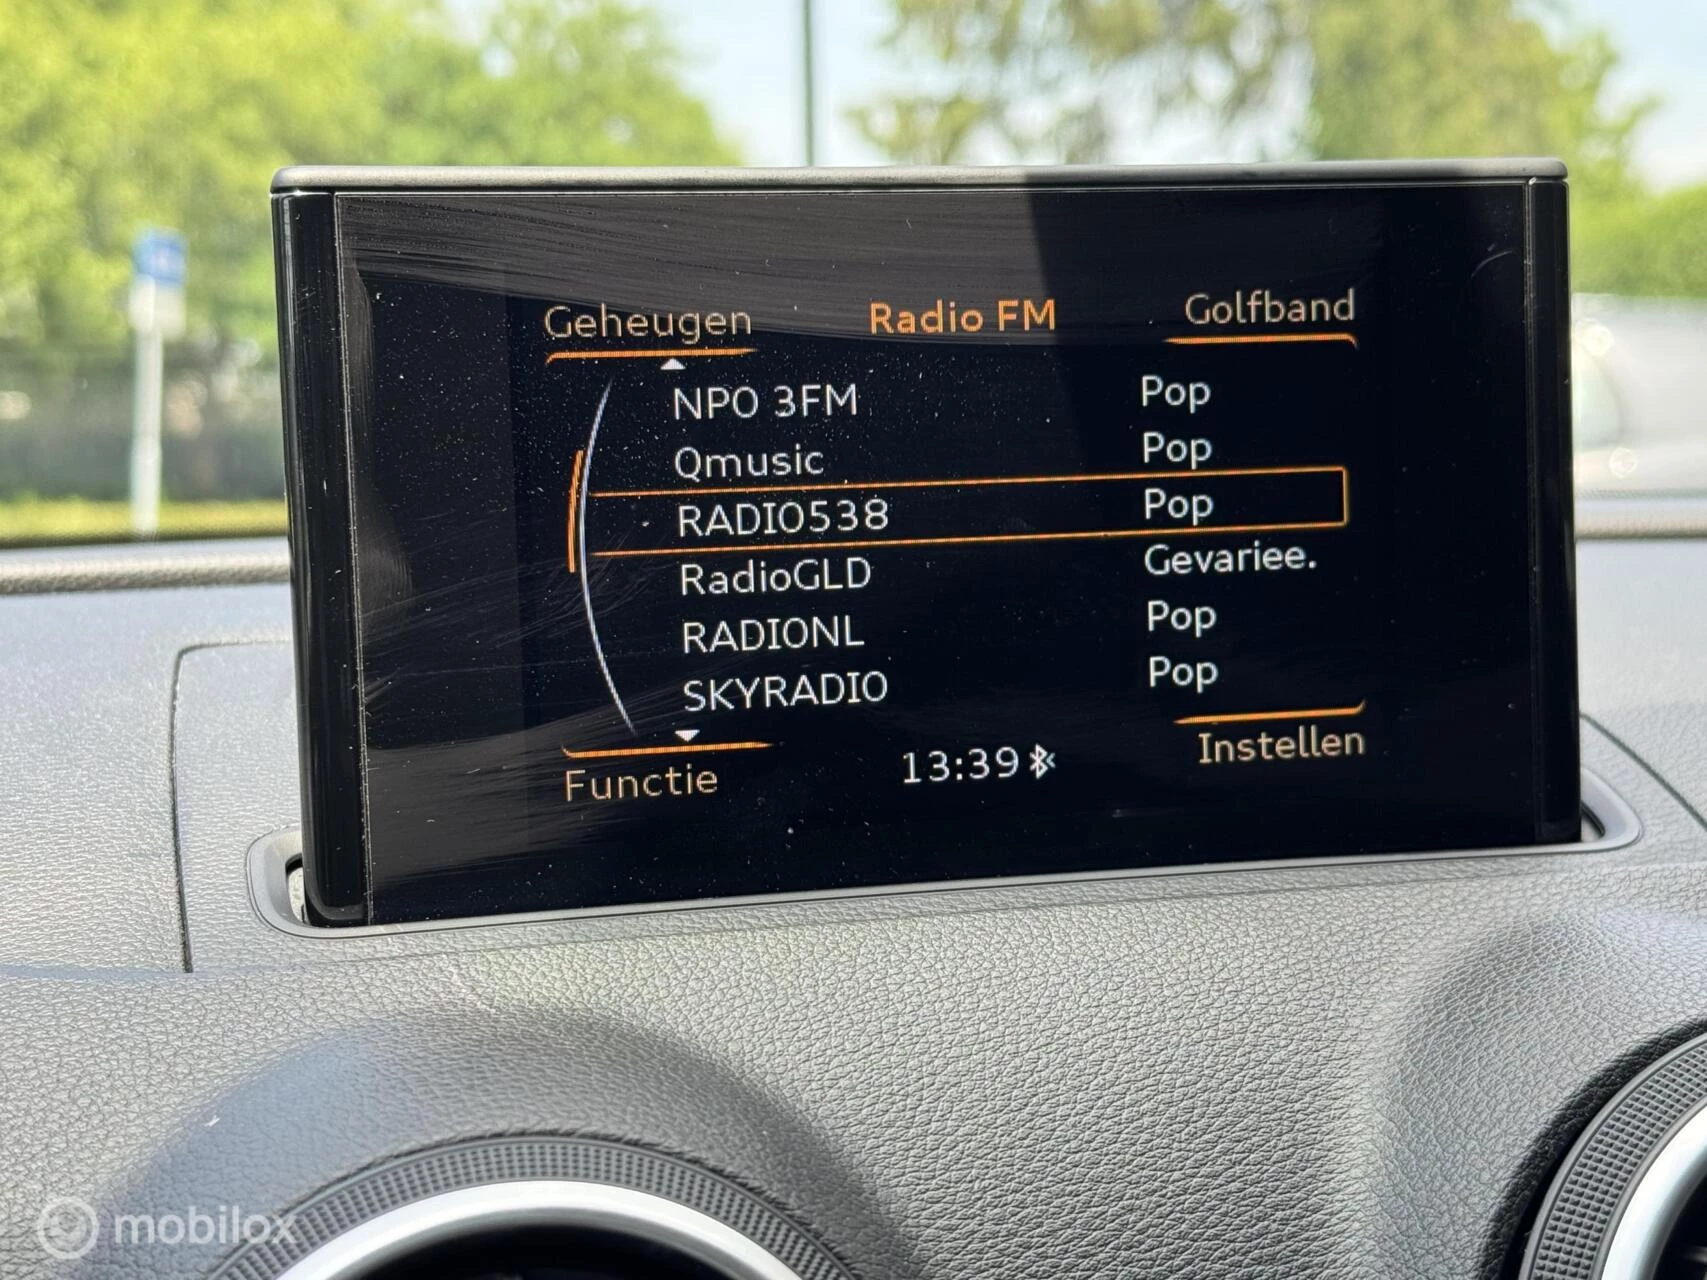 Geheugen Radio FM Golfband
NPO 3FM Pop
Qmusic Pop
RADIO538 Pop
RadioGLD Gevariee.
RADIONL Pop
SKYRADIO Pop
Functie 13:39 Instellen
mobilox